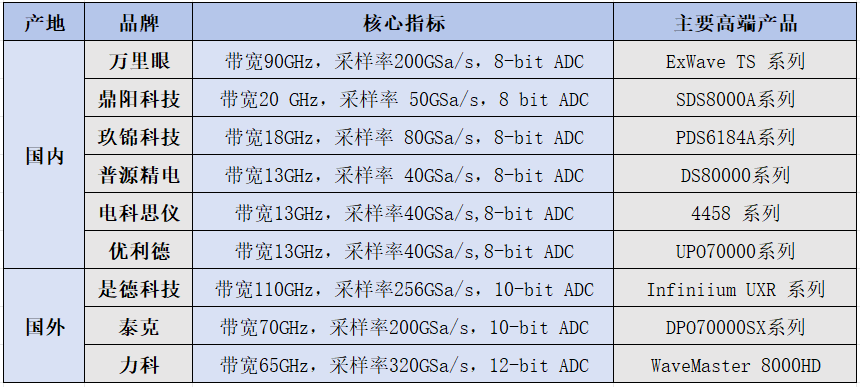 产地 品牌 核心指标 主要高端产品
万里眼 带宽90GHz，采样率200GSa/s，8-bit ADC ExWave TS 系列
鼎阳科技 带宽20 GHz，采样率 50GSa/s，8 bit ADC SDS8000A系列
玖锦科技 带宽18GHz，采样率 80GSa/s，8-bit ADC PDS6184A系列
国内 普源精电 带宽13GHz，采样率 40GSa/s，8-bit ADC DS80000系列
电科思仪 带宽13GHz，采样率40GSa/s,8-bit ADC 4458 系列
优利德 带宽13GHz，采样率40GSa/s,8-bit ADC UPO70000系列
是德科技 带宽110GHz，采样率256GSa/s，10-bit ADC Infiniium UXR 系列
国外 泰克 带宽70GHz，采样率200GSa/s，10-bit ADC DPO70000SX系列
力科 带宽65GHz，采样率320GSa/s，12-bit ADC WaveMaster 8000HD